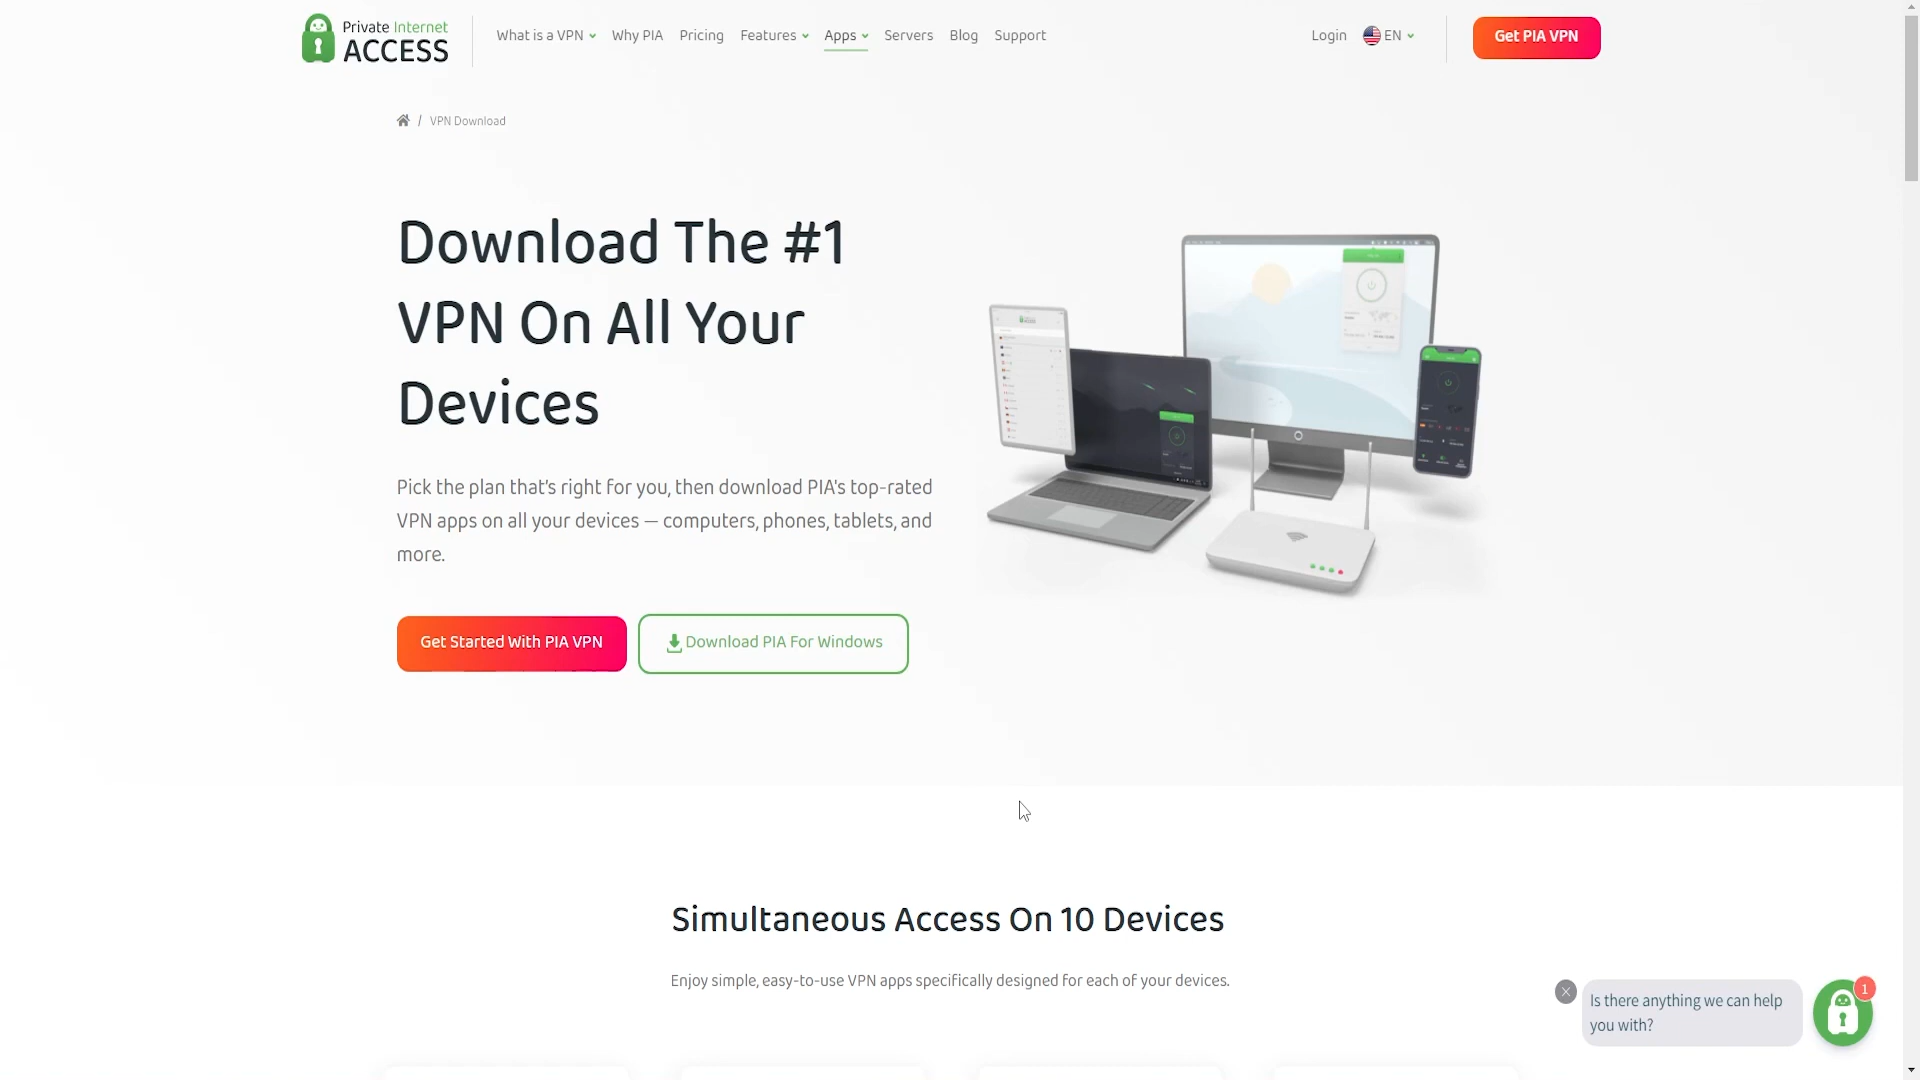 Private Internet
ACCESS
What is a VPN
Why PIA
Pricing
Features
Apps
Servers
Blog
Support
Login
EN
Get PIA VPN
/ VPN Download
Download The #1
VPN On All Your
Devices
Pick the plan that's right for you, then download PIA's top-rated
VPN apps on all your devices — computers, phones, tablets, and
more.
Get Started With PIA VPN
Download PIA For Windows
Simultaneous Access On 10 Devices
Enjoy simple, easy-to-use VPN apps specifically designed for each of your devices.
Is there anything we can help
you with?
1